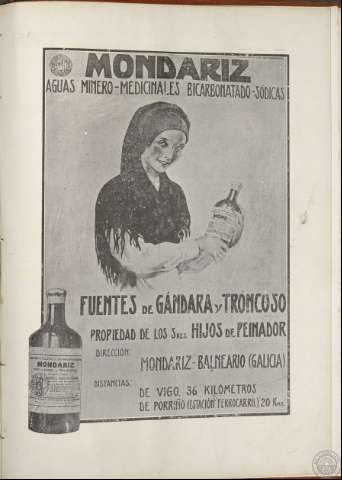 MONDARIZ
AGUAS MINERO-MEDICINALES BICARBONATADO-SÓDICAS
FUENTES DE GÁNDARA Y TRONCOSO
PROPIEDAD DE LOS SRES. HIJOS DE PEINADOR
DIRECCIÓN:
MONDARIZ-BALNEARIO (GALICIA)
DISTANCIAS:
DE VIGO, 36 KILÓMETROS
DE PORRIÑO (ESTACIÓN FERROCARRIL) 20 KMS.
MONDARIZ